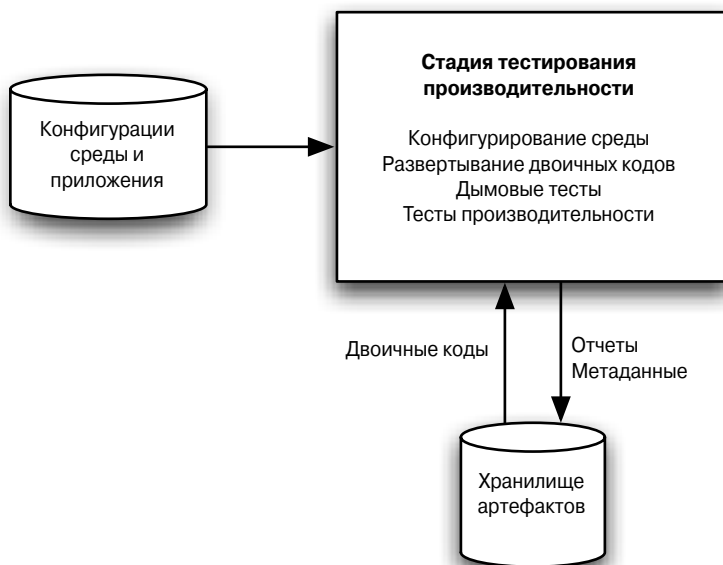 Стадия тестирования
производительности
Конфигурирование среды
Развертывание двоичных кодов
Дымовые тесты
Тесты производительности
Конфигурации
среды и
приложения
Двоичные коды
Отчеты
Метаданные
Хранилище
артефактов